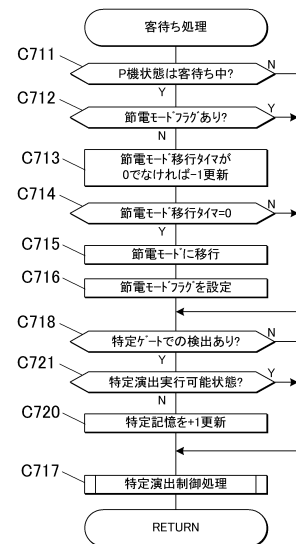 客待ち処理
C711
P機状態は客待ち中?
N
Y
C712
節電モードフラグあり?
Y
N
C713
節電モード移行タイマが
0でなければ-1更新
C714
節電モード移行タイマ=0
N
Y
C715
節電モードに移行
C716
節電モードフラグを設定
C718
特定ゲートでの検出あり?
N
Y
C721
特定演出実行可能状態?
Y
N
C720
特定記憶を+1更新
C717
特定演出制御処理
RETURN